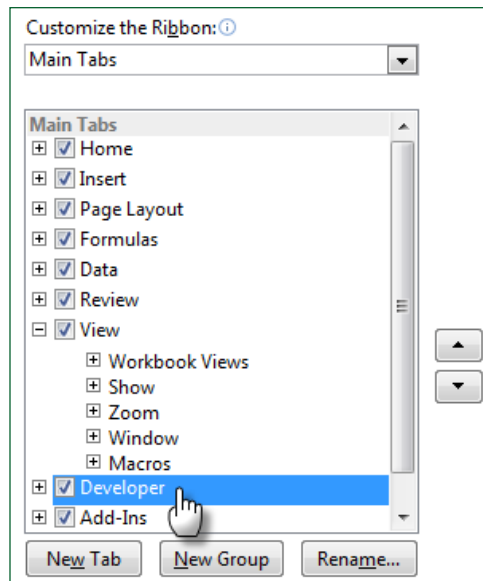 Customize the Ribbon:
Main Tabs
Main Tabs
Home
Insert
Page Layout
Formulas
Data
Review
View
Workbook Views
Show
Zoom
Window
Macros
Developer
Add-Ins
New Tab New Group Rename...